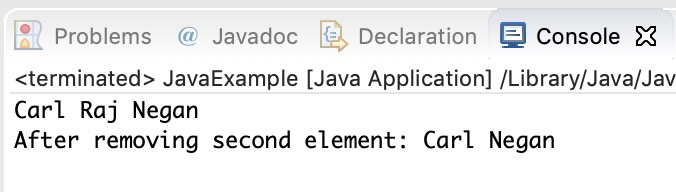 Problems @ Javadoc Declaration Console
<terminated> JavaExample [Java Application] /Library/Java/Jav
Carl Raj Negan
After removing second element: Carl Negan